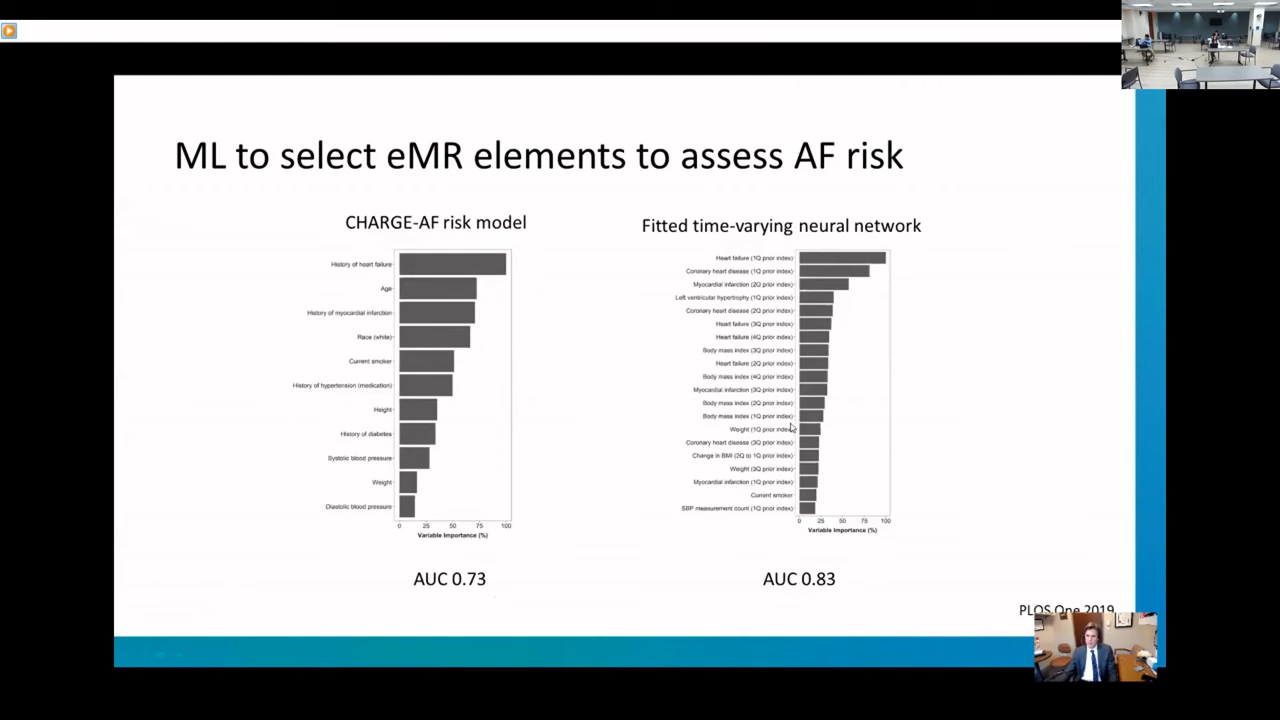 ML to select eMR elements to assess AF risk
CHARGE-AF risk model
History of heart failure
Age
History of myocardial infarction
Race (white)
Current smoker
History of hypertension (medication)
Height
History of diabetes
Systolic blood pressure
Weight
Diastolic blood pressure
0 25 50 75 100
Variable Importance (%)
AUC 0.73
Fitted time-varying neural network
Heart failure (1Q prior index)
Coronary heart disease (1Q prior index)
Myocardial infarction (2Q prior index)
Left ventricular hypertrophy (1Q prior index)
Coronary heart disease (2Q prior index)
Heart failure (3Q prior index)
Heart failure (4Q prior index)
Body mass index (3Q prior index)
Heart failure (2Q prior index)
Body mass index (4Q prior index)
Myocardial infarction (3Q prior index)
Body mass index (2Q prior index)
Body mass index (1Q prior index)
Weight (1Q prior index)
Coronary heart disease (3Q prior index)
Change in BMI (2Q to 1Q prior index)
Weight (3Q prior index)
Myocardial infarction (1Q prior index)
Current smoker
SBP measurement count (1Q prior index)
0 25 50 75 100
Variable Importance (%)
AUC 0.83
PLOS One 2019